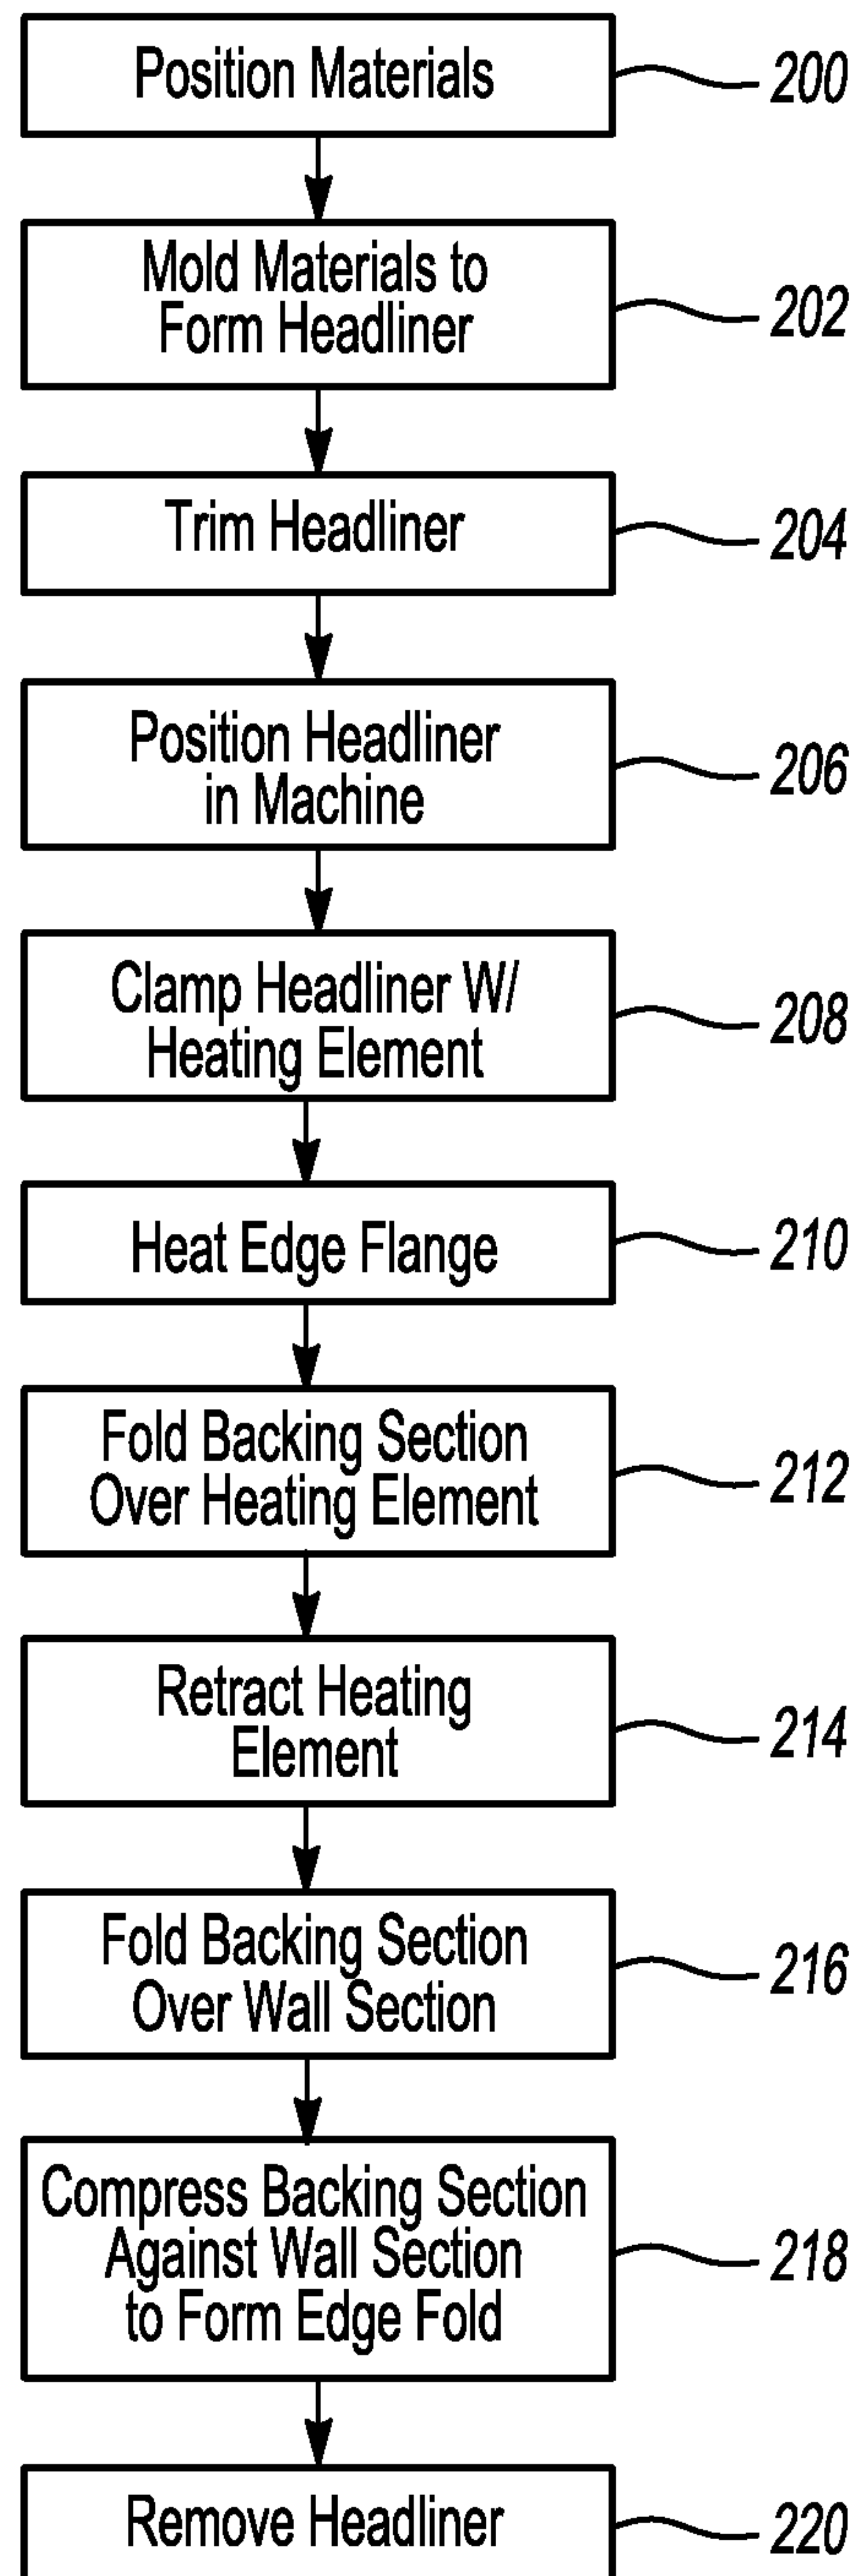 Position Materials
200
Mold Materials to
Form Headliner
202
Trim Headliner
204
Position Headliner
in Machine
206
Clamp Headliner W/
Heating Element
208
Heat Edge Flange
210
Fold Backing Section
Over Heating Element
212
Retract Heating
Element
214
Fold Backing Section
Over Wall Section
216
Compress Backing Section
Against Wall Section
to Form Edge Fold
218
Remove Headliner
220